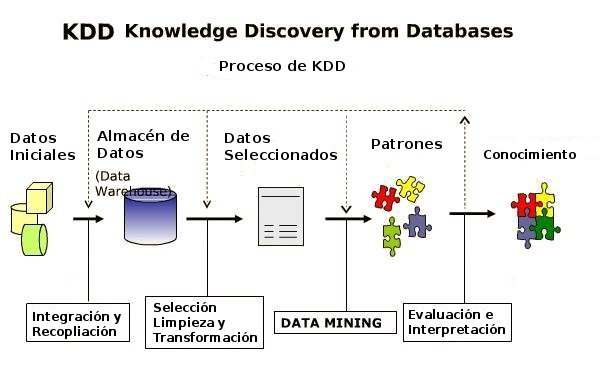 KDD Knowledge Discovery from Databases
Proceso de KDD
Datos
Iniciales
Almacén de
Datos
(Data
Warehouse)
Datos
Seleccionados
Patrones
Conocimiento
Integración y
Recopliación
Selección
Limpieza y
Transformación
DATA MINING
Evaluación e
Interpretación